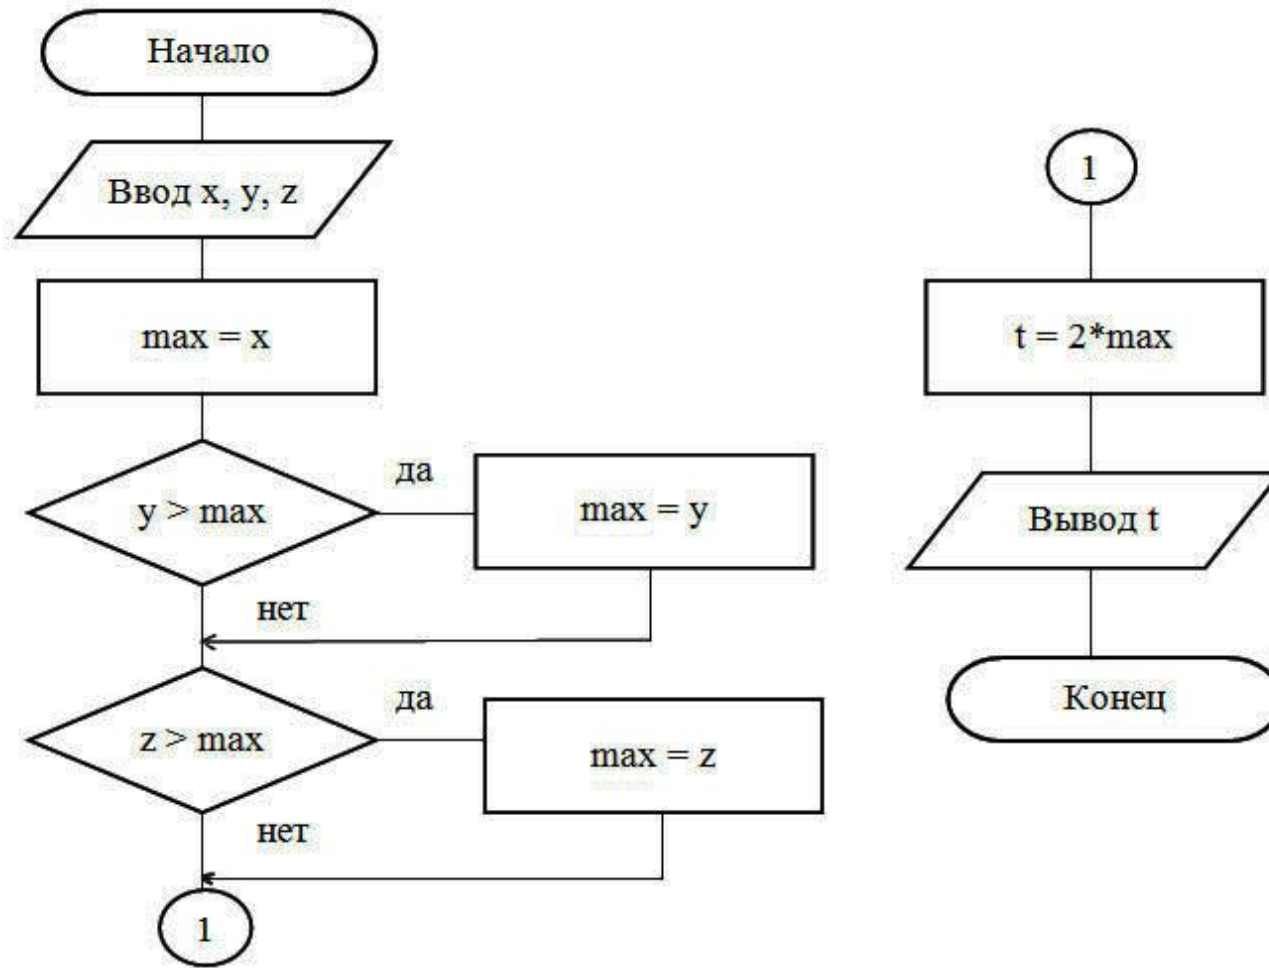 Начало
Ввод x, y, z
max = x
y > max
да
max = y
нет
z > max
да
max = z
нет
1
1
t = 2*max
Вывод t
Конец